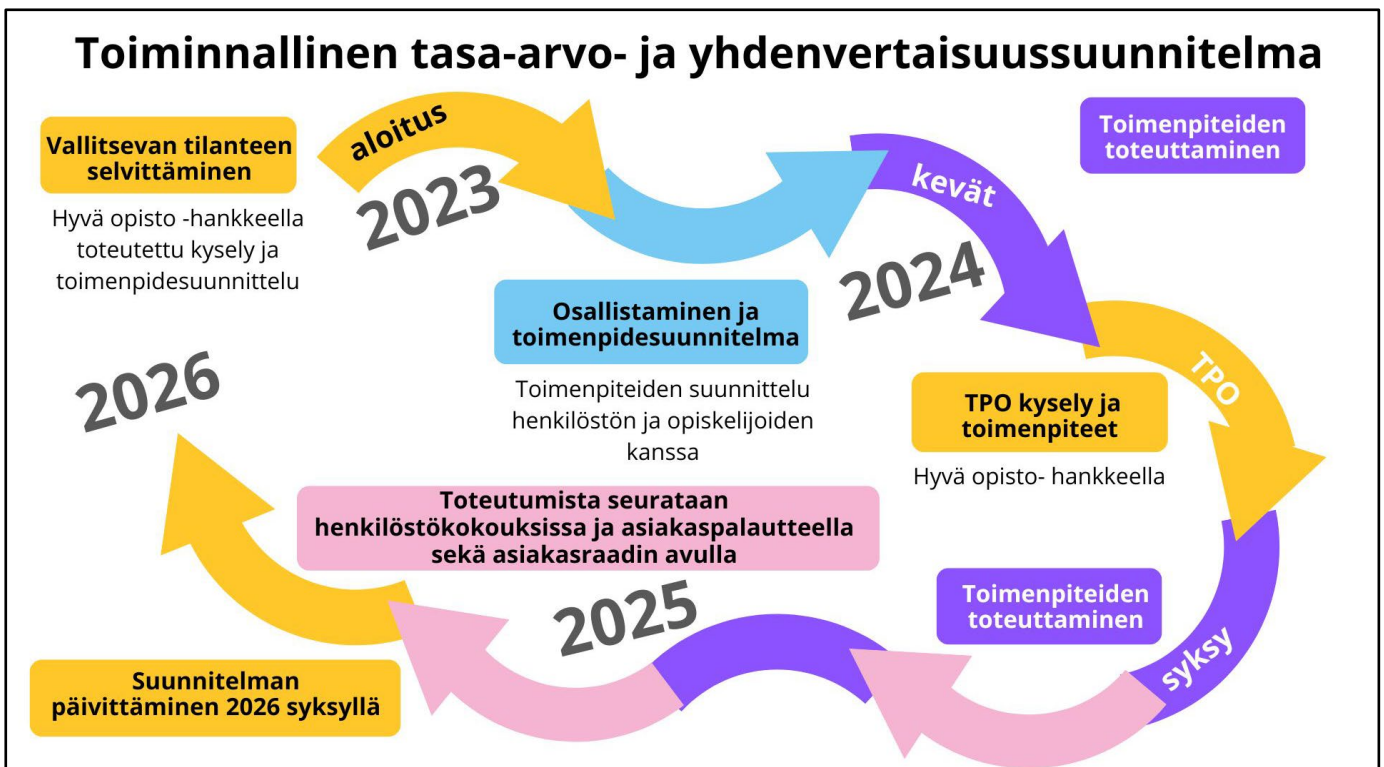 Toiminnallinen tasa-arvo- ja yhdenvertaisuussuunnitelma
Vallitsevan tilanteen
selvittäminen
Hyvä opisto -hankkeella
toteutettu kysely ja
toimenpidesuunnittelu
aloitus
2023
Osallistaminen ja
toimenpidesuunnitelma
Toimenpiteiden suunnittelu
henkilöstön ja opiskelijoiden
kanssa
kevät
2024
Toimenpiteiden
toteuttaminen
TPO
TPO kysely ja
toimenpiteet
Hyvä opisto- hankkeella
syksy
Toimenpiteiden
toteuttaminen
Toteutumista seurataan
henkilöstökokouksissa ja asiakaspalautteella
sekä asiakasraadin avulla
2025
2026
Suunnitelman
päivittäminen 2026 syksyllä